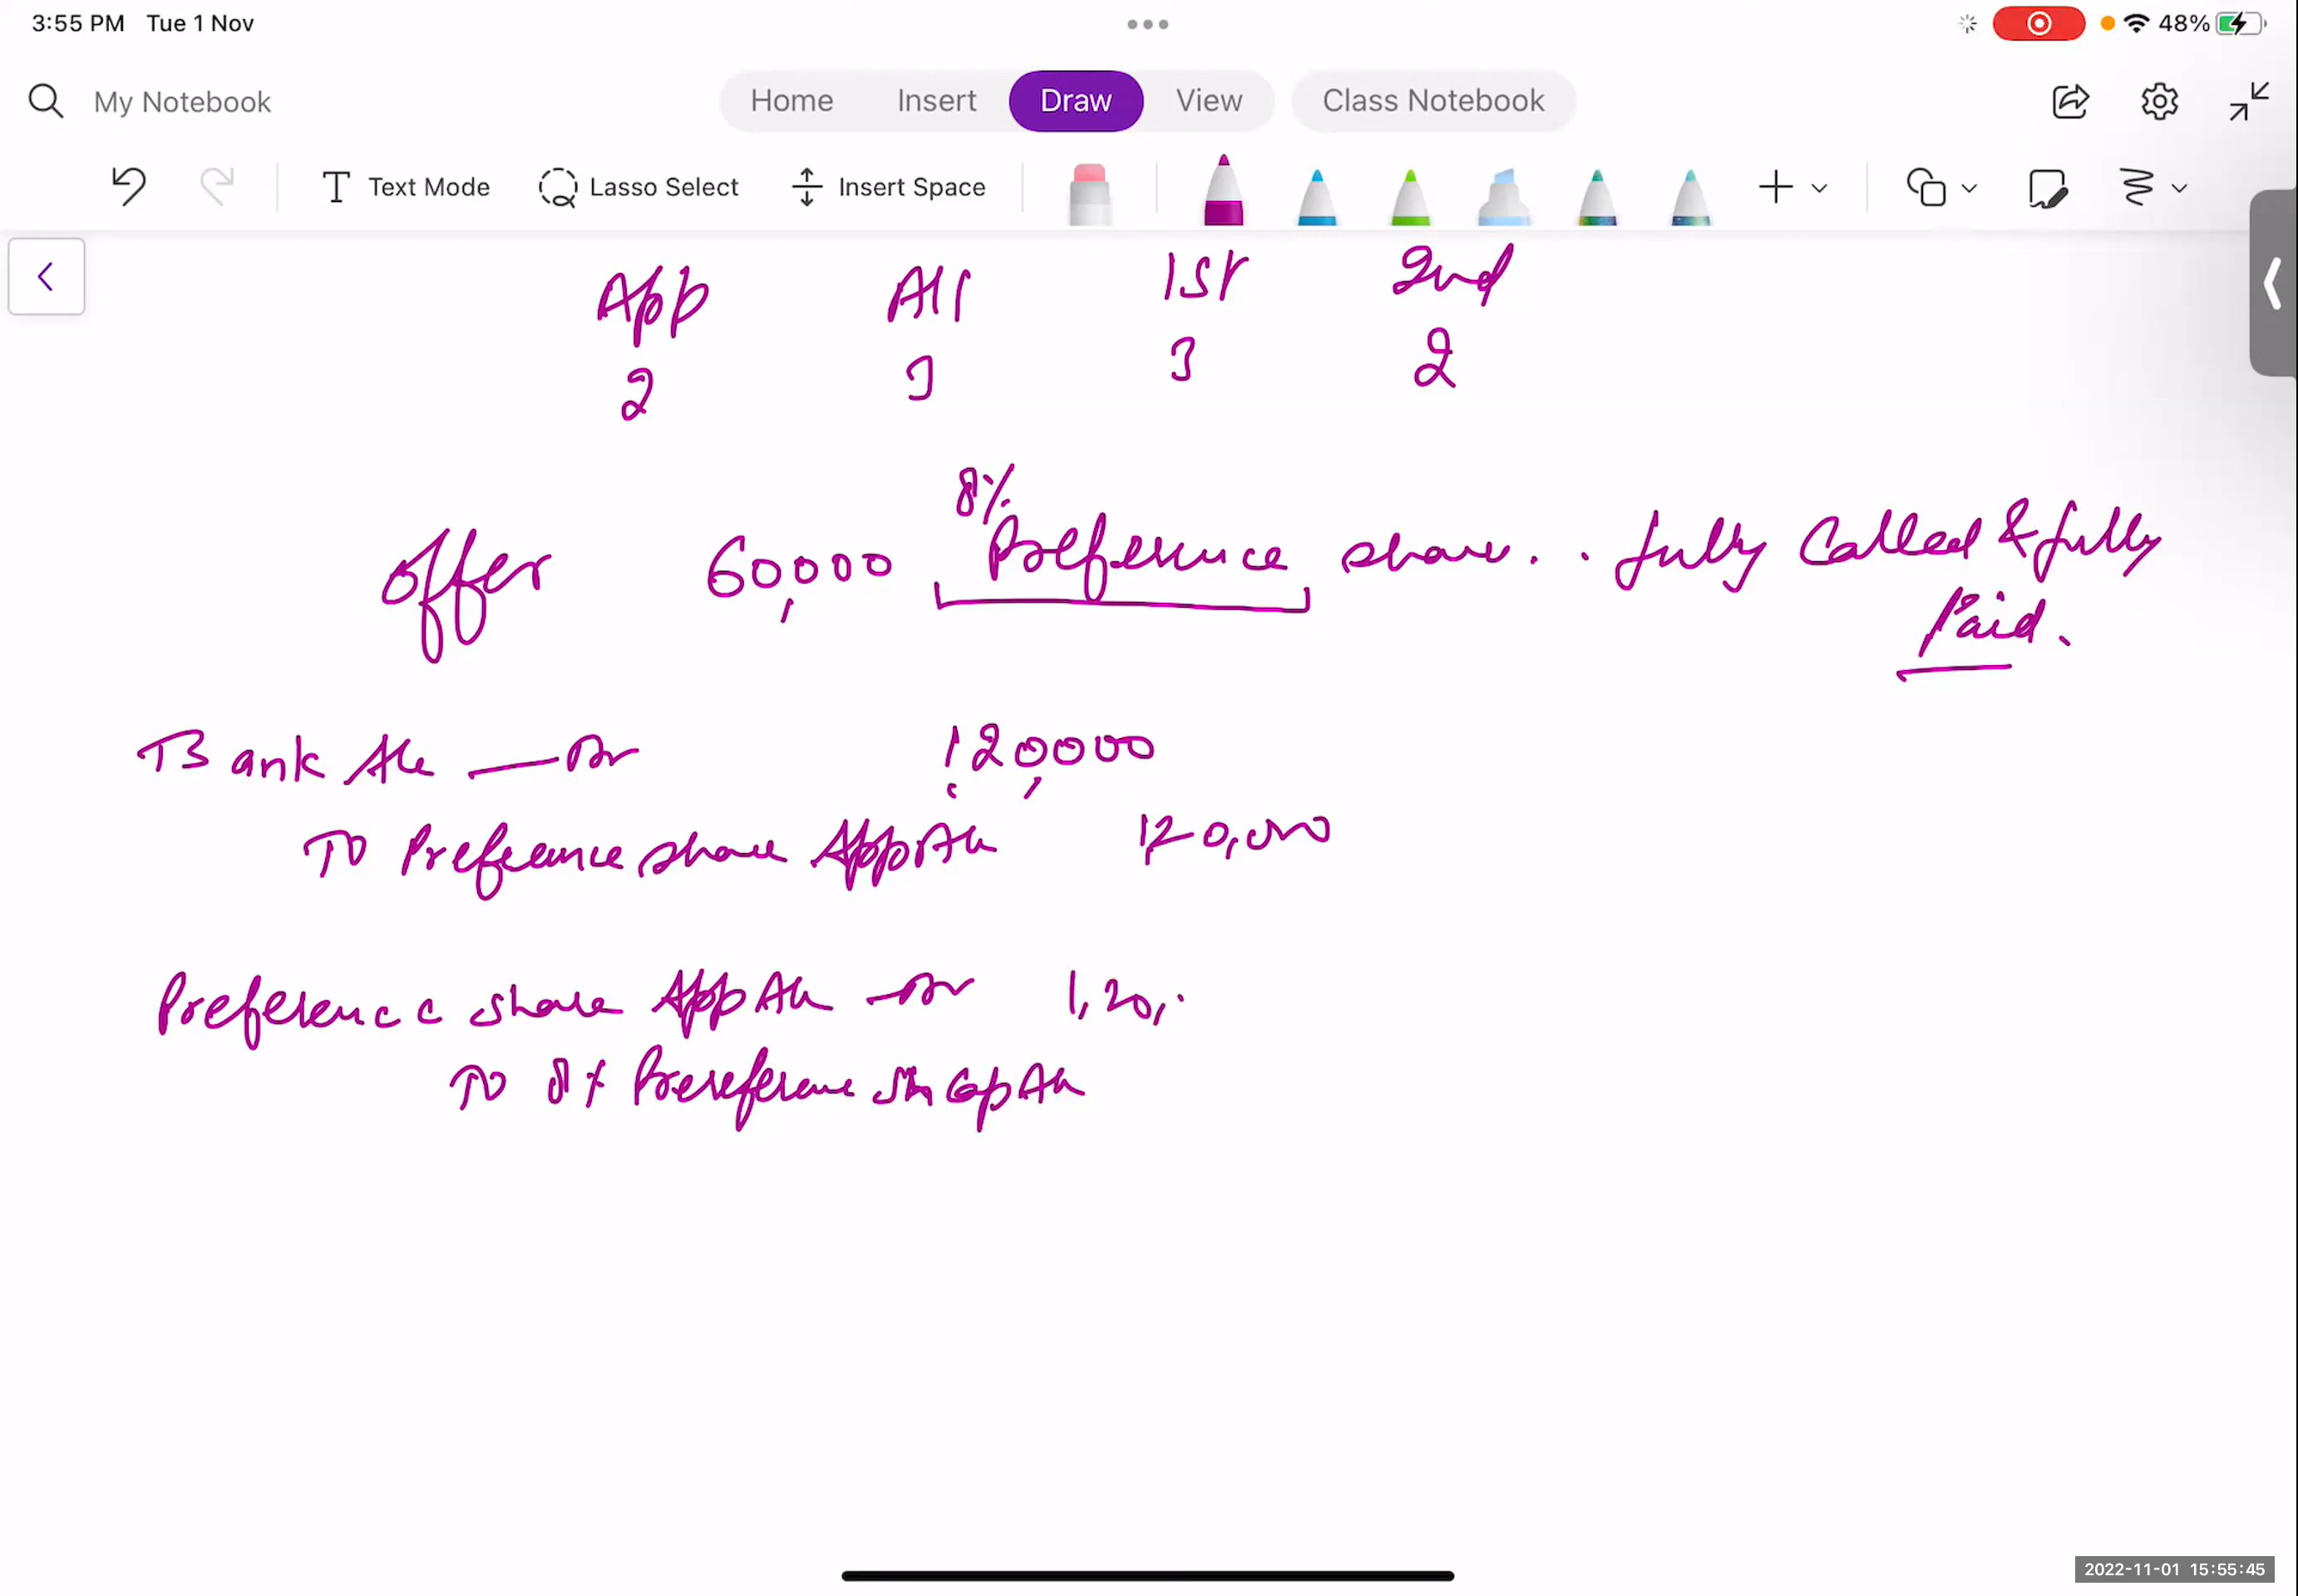 3:55 PM Tue 1 Nov 48%
My Notebook Home Insert Draw View Class Notebook
Text Mode Lasso Select Insert Space
App All 1st 2nd
2 3 3 2
8%
Offer 60,000 Preference share.. fully Called & fully
Paid.
Bank A/c — Dr 1,20,000
To Preference share App A/c 1,20,000
Preference share App A/c — Dr 1,20,.
To 8% Prereference Sh Cap A/c
2022-11-01 15:55:45